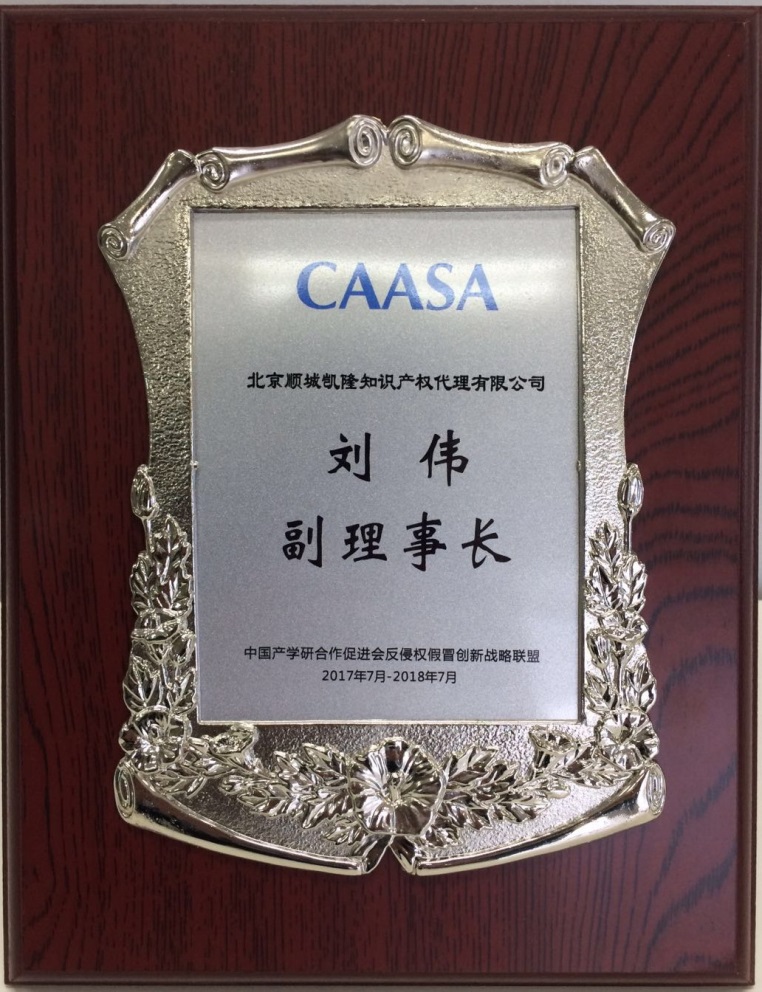 CAASA
北京顺城凯隆知识产权代理有限公司
刘 伟
副理事长
中国产学研合作促进会反侵权假冒创新战略联盟
2017年7月-2018年7月